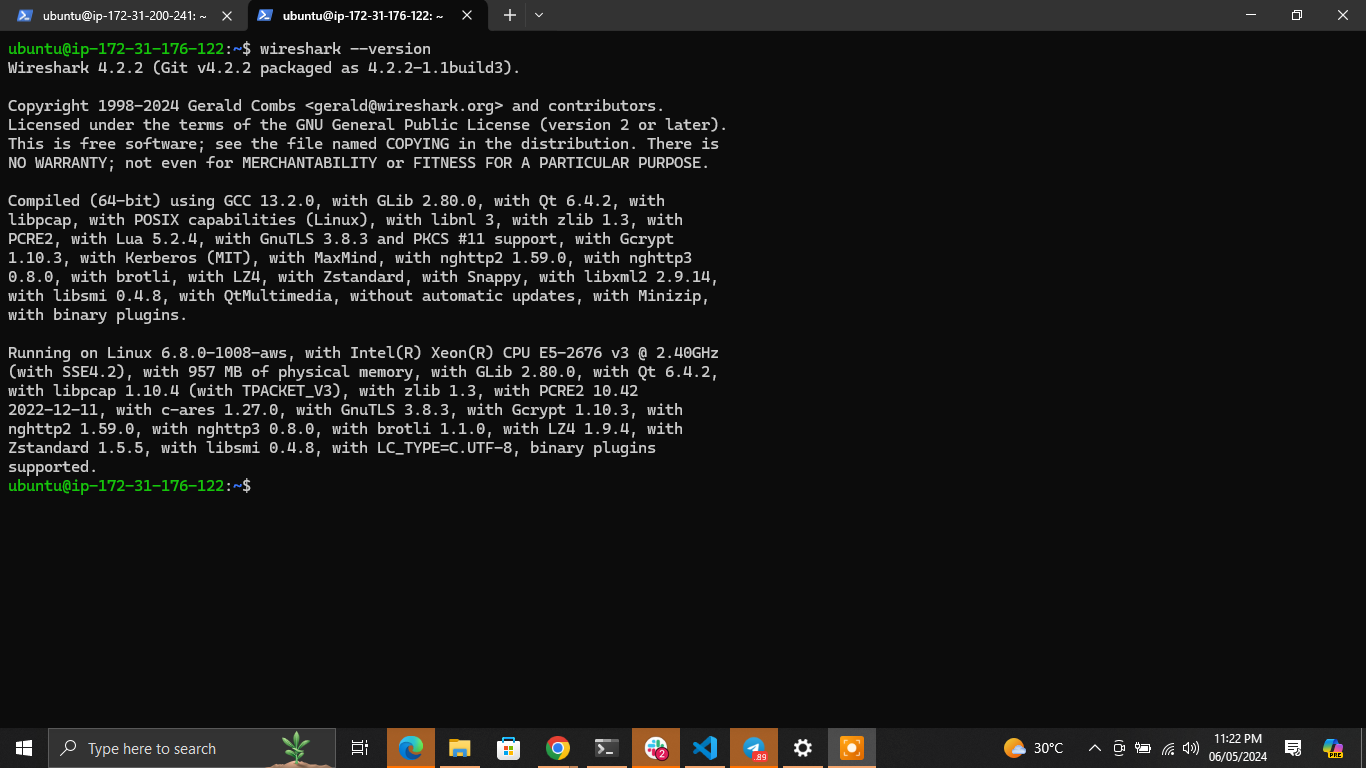 ubuntu@ip-172-31-200-241: ~
ubuntu@ip-172-31-176-122: ~
ubuntu@ip-172-31-176-122:~$ wireshark --version
Wireshark 4.2.2 (Git v4.2.2 packaged as 4.2.2-1.1build3).
Copyright 1998-2024 Gerald Combs <gerald@wireshark.org> and contributors.
Licensed under the terms of the GNU General Public License (version 2 or later).
This is free software; see the file named COPYING in the distribution. There is
NO WARRANTY; not even for MERCHANTABILITY or FITNESS FOR A PARTICULAR PURPOSE.
Compiled (64-bit) using GCC 13.2.0, with GLib 2.80.0, with Qt 6.4.2, with
libpcap, with POSIX capabilities (Linux), with libnl 3, with zlib 1.3, with
PCRE2, with Lua 5.2.4, with GnuTLS 3.8.3 and PKCS #11 support, with Gcrypt
1.10.3, with Kerberos (MIT), with MaxMind, with nghttp2 1.59.0, with nghttp3
0.8.0, with brotli, with LZ4, with Zstandard, with Snappy, with libxml2 2.9.14,
with libsmi 0.4.8, with QtMultimedia, without automatic updates, with Minizip,
with binary plugins.
Running on Linux 6.8.0-1008-aws, with Intel(R) Xeon(R) CPU E5-2676 v3 @ 2.40GHz
(with SSE4.2), with 957 MB of physical memory, with GLib 2.80.0, with Qt 6.4.2,
with libpcap 1.10.4 (with TPACKET_V3), with zlib 1.3, with PCRE2 10.42
2022-12-11, with c-ares 1.27.0, with GnuTLS 3.8.3, with Gcrypt 1.10.3, with
nghttp2 1.59.0, with nghttp3 0.8.0, with brotli 1.1.0, with LZ4 1.9.4, with
Zstandard 1.5.5, with libsmi 0.4.8, with LC_TYPE=C.UTF-8, binary plugins
supported.
ubuntu@ip-172-31-176-122:~$
Type here to search
2
.89
30°C
11:22 PM
06/05/2024
PRE